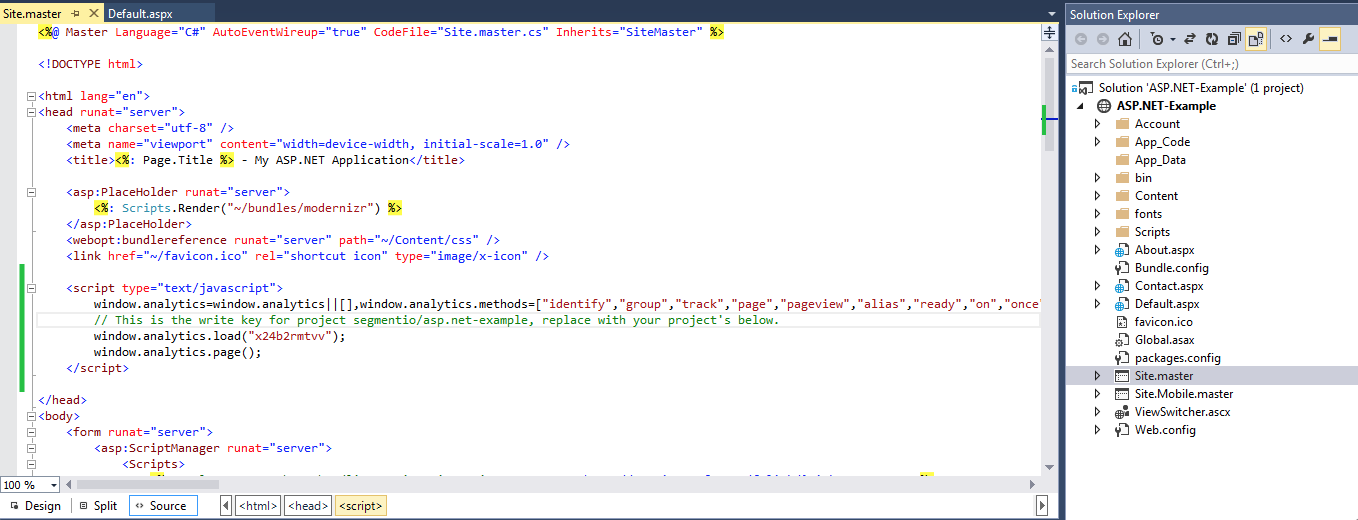 Site.master
Default.aspx
<%@ Master Language="C#" AutoEventWireup="true" CodeFile="Site.master.cs" Inherits="SiteMaster" %>
<!DOCTYPE html>
<html lang="en">
<head runat="server">
<meta charset="utf-8" />
<meta name="viewport" content="width=device-width, initial-scale=1.0" />
<title><%: Page.Title %> - My ASP.NET Application</title>
<asp:PlaceHolder runat="server">
<%: Scripts.Render("~/bundles/modernizr") %>
</asp:PlaceHolder>
<webopt:bundlereference runat="server" path="~/Content/css" />
<link href="~/favicon.ico" rel="shortcut icon" type="image/x-icon" />
<script type="text/javascript">
window.analytics=window.analytics||[],window.analytics.methods=["identify","group","track","page","pageview","alias","ready","on","once"
// This is the write key for project segmentio/asp.net-example, replace with your project's below.
window.analytics.load("x24b2rmtvv");
window.analytics.page();
</script>
</head>
<body>
<form runat="server">
<asp:ScriptManager runat="server">
<Scripts>
100 %
Design
Split
Source
<html>
<head>
<script>
Solution Explorer
Search Solution Explorer (Ctrl+;)
Solution 'ASP.NET-Example' (1 project)
ASP.NET-Example
Account
App_Code
App_Data
bin
Content
fonts
Scripts
About.aspx
Bundle.config
Contact.aspx
Default.aspx
favicon.ico
Global.asax
packages.config
Site.master
Site.Mobile.master
ViewSwitcher.ascx
Web.config